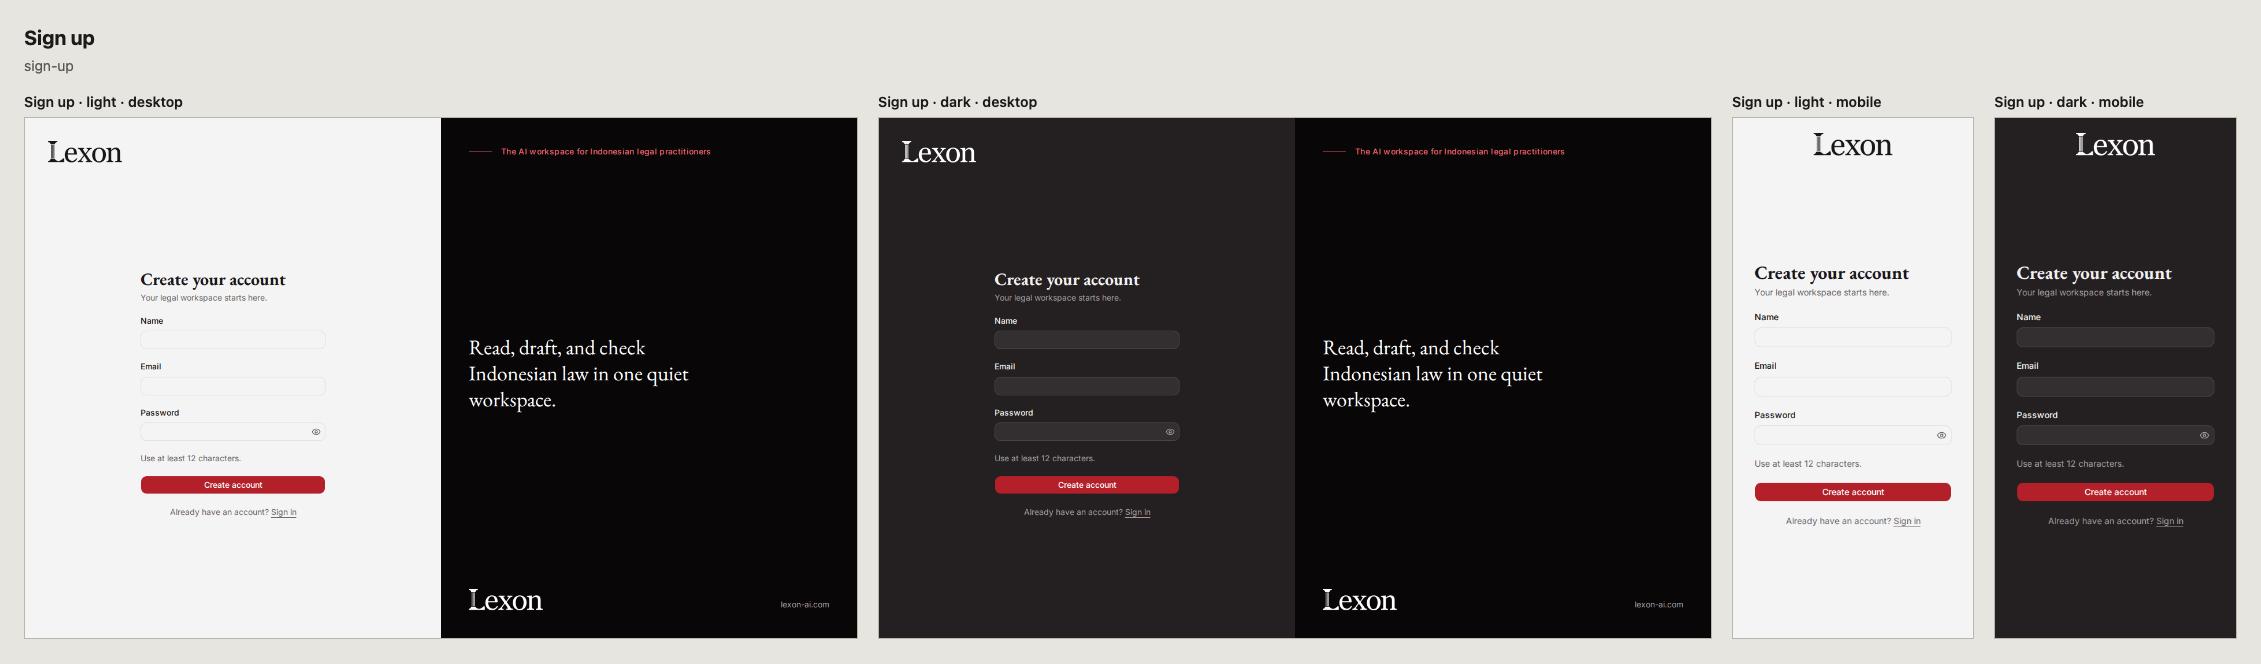 Sign up
sign-up
Sign up · light · desktop
Lexon
Create your account
Your legal workspace starts here.
Name
Email
Password
Use at least 12 characters.
Create account
Already have an account? Sign in
The AI workspace for Indonesian legal practitioners
Read, draft, and check
Indonesian law in one quiet
workspace.
Lexon
lexon-ai.com
Sign up · dark · desktop
Lexon
Create your account
Your legal workspace starts here.
Name
Email
Password
Use at least 12 characters.
Create account
Already have an account? Sign in
The AI workspace for Indonesian legal practitioners
Read, draft, and check
Indonesian law in one quiet
workspace.
Lexon
lexon-ai.com
Sign up · light · mobile
Lexon
Create your account
Your legal workspace starts here.
Name
Email
Password
Use at least 12 characters.
Create account
Already have an account? Sign in
Sign up · dark · mobile
Lexon
Create your account
Your legal workspace starts here.
Name
Email
Password
Use at least 12 characters.
Create account
Already have an account? Sign in